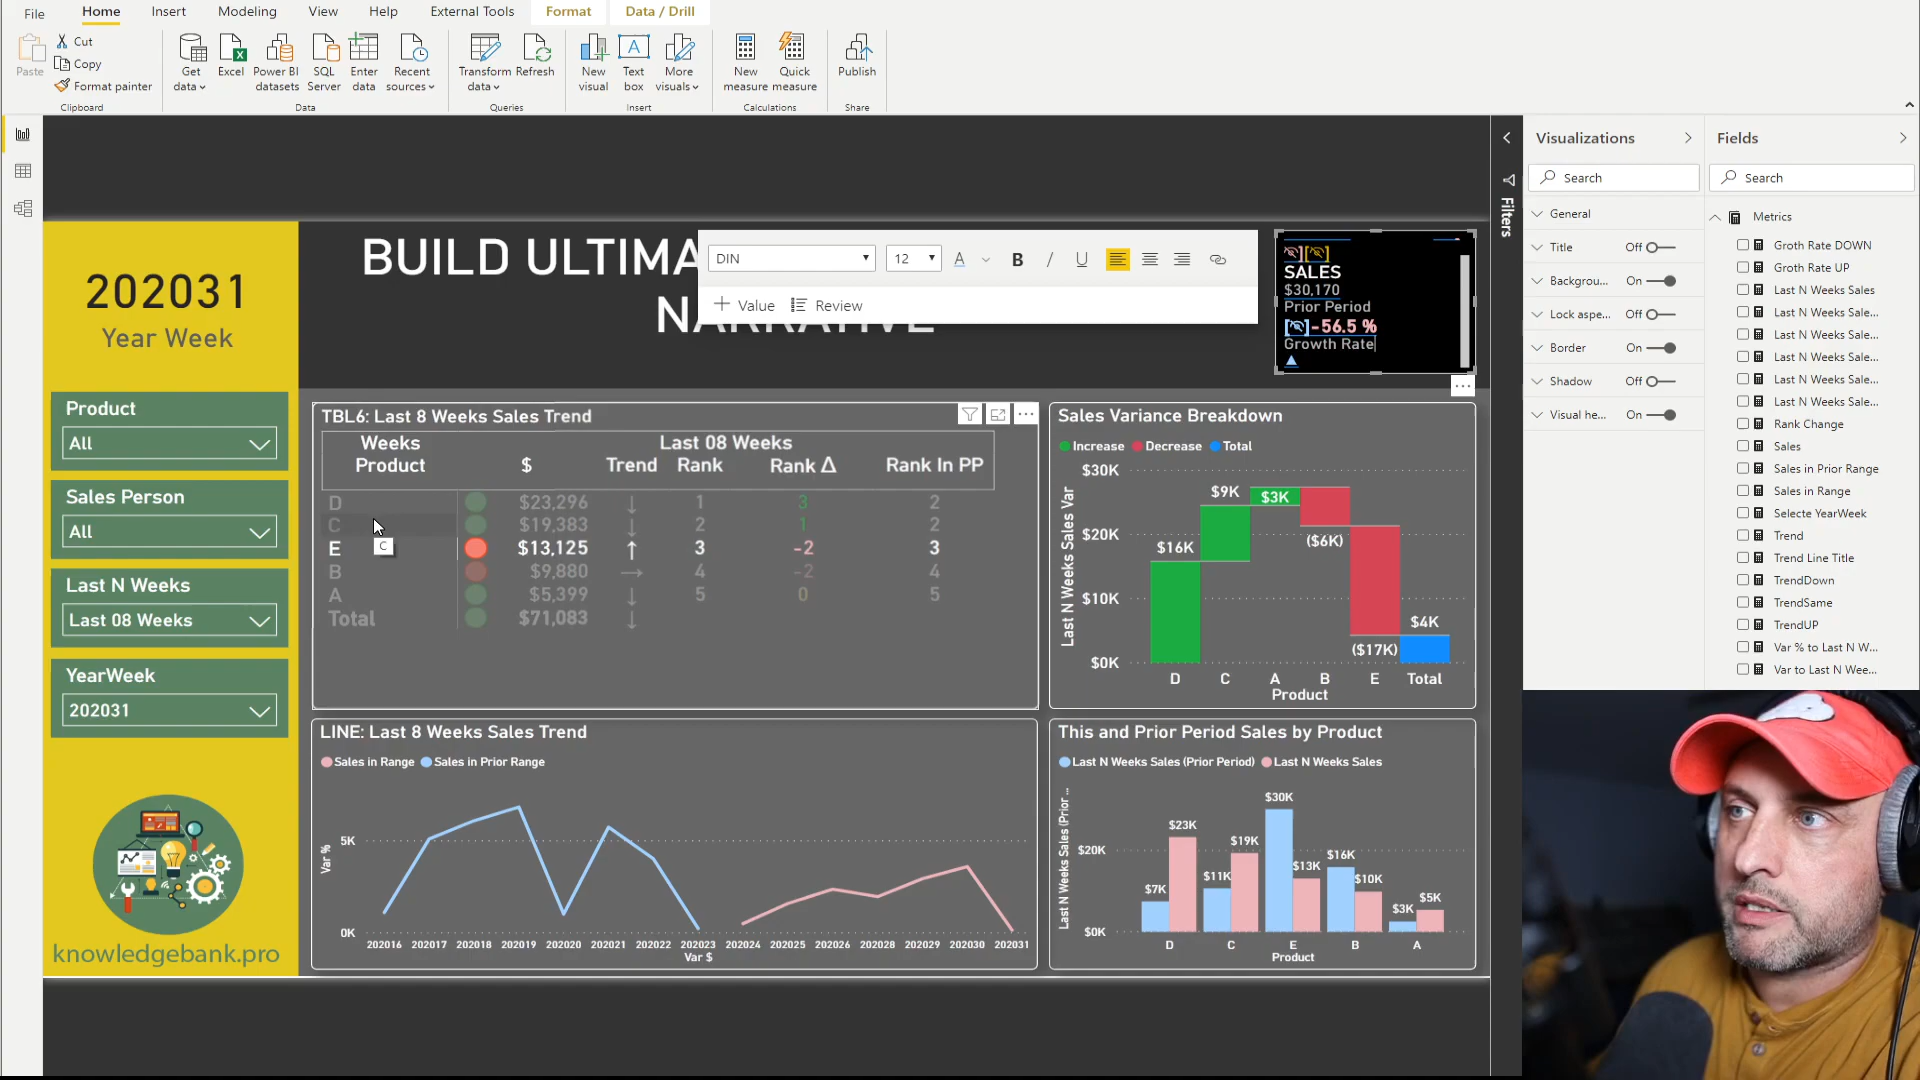 File
Home
Insert
Modeling
View
Help
External Tools
Format
Data / Drill
Paste
Cut
Copy
Format painter
Clipboard
Get data
Excel
Power BI datasets
SQL Server
Enter data
Recent sources
Data
Transform data
Refresh
Queries
New visual
Text box
More visuals
Insert
New measure
Quick measure
Calculations
Publish
Share
202031
Year Week
Product
All
Sales Person
All
Last N Weeks
Last 08 Weeks
YearWeek
202031
knowledgebank.pro
BUILD ULTIMA
DIN
12
A
B
I
U
Value
Review
SALES
$30,170
Prior Period
-56.5 %
Growth Rate
TBL6: Last 8 Weeks Sales Trend
Weeks
Last 08 Weeks
Product $ Trend Rank Rank Δ Rank In PP
D $23,296 ↓ 1 3 2
C $19,383 ↓ 2 1 2
E $13,125 ↑ 3 -2 3
B $9,880 → 4 -2 4
A $5,399 ↓ 5 0 5
Total $71,083 ↓
C
Sales Variance Breakdown
Increase Decrease Total
Last N Weeks Sales Var
$30K
$20K
$10K
$0K
$16K
$9K
$3K
($6K)
($17K)
$4K
D C A B E Total
Product
LINE: Last 8 Weeks Sales Trend
Sales in Range Sales in Prior Range
Var %
5K
0K
202016 202017 202018 202019 202020 202021 202022 202023 202024 202025 202026 202028 202029 202030 202031
Var $
This and Prior Period Sales by Product
Last N Weeks Sales (Prior Period) Last N Weeks Sales
Last N Weeks Sales (Prior ...
$20K
$0K
$7K
$23K
$11K
$19K
$30K
$13K
$16K
$10K
$3K
$5K
D C E B A
Product
Filters
Visualizations
Search
General
Title Off
Backgrou... On
Lock aspe... Off
Border On
Shadow Off
Visual he... On
Fields
Search
Metrics
Groth Rate DOWN
Groth Rate UP
Last N Weeks Sales
Last N Weeks Sale...
Last N Weeks Sale...
Last N Weeks Sale...
Last N Weeks Sale...
Last N Weeks Sale...
Rank Change
Sales
Sales in Prior Range
Sales in Range
Selecte YearWeek
Trend
Trend Line Title
TrendDown
TrendSame
TrendUP
Var % to Last N W...
Var to Last N Wee...